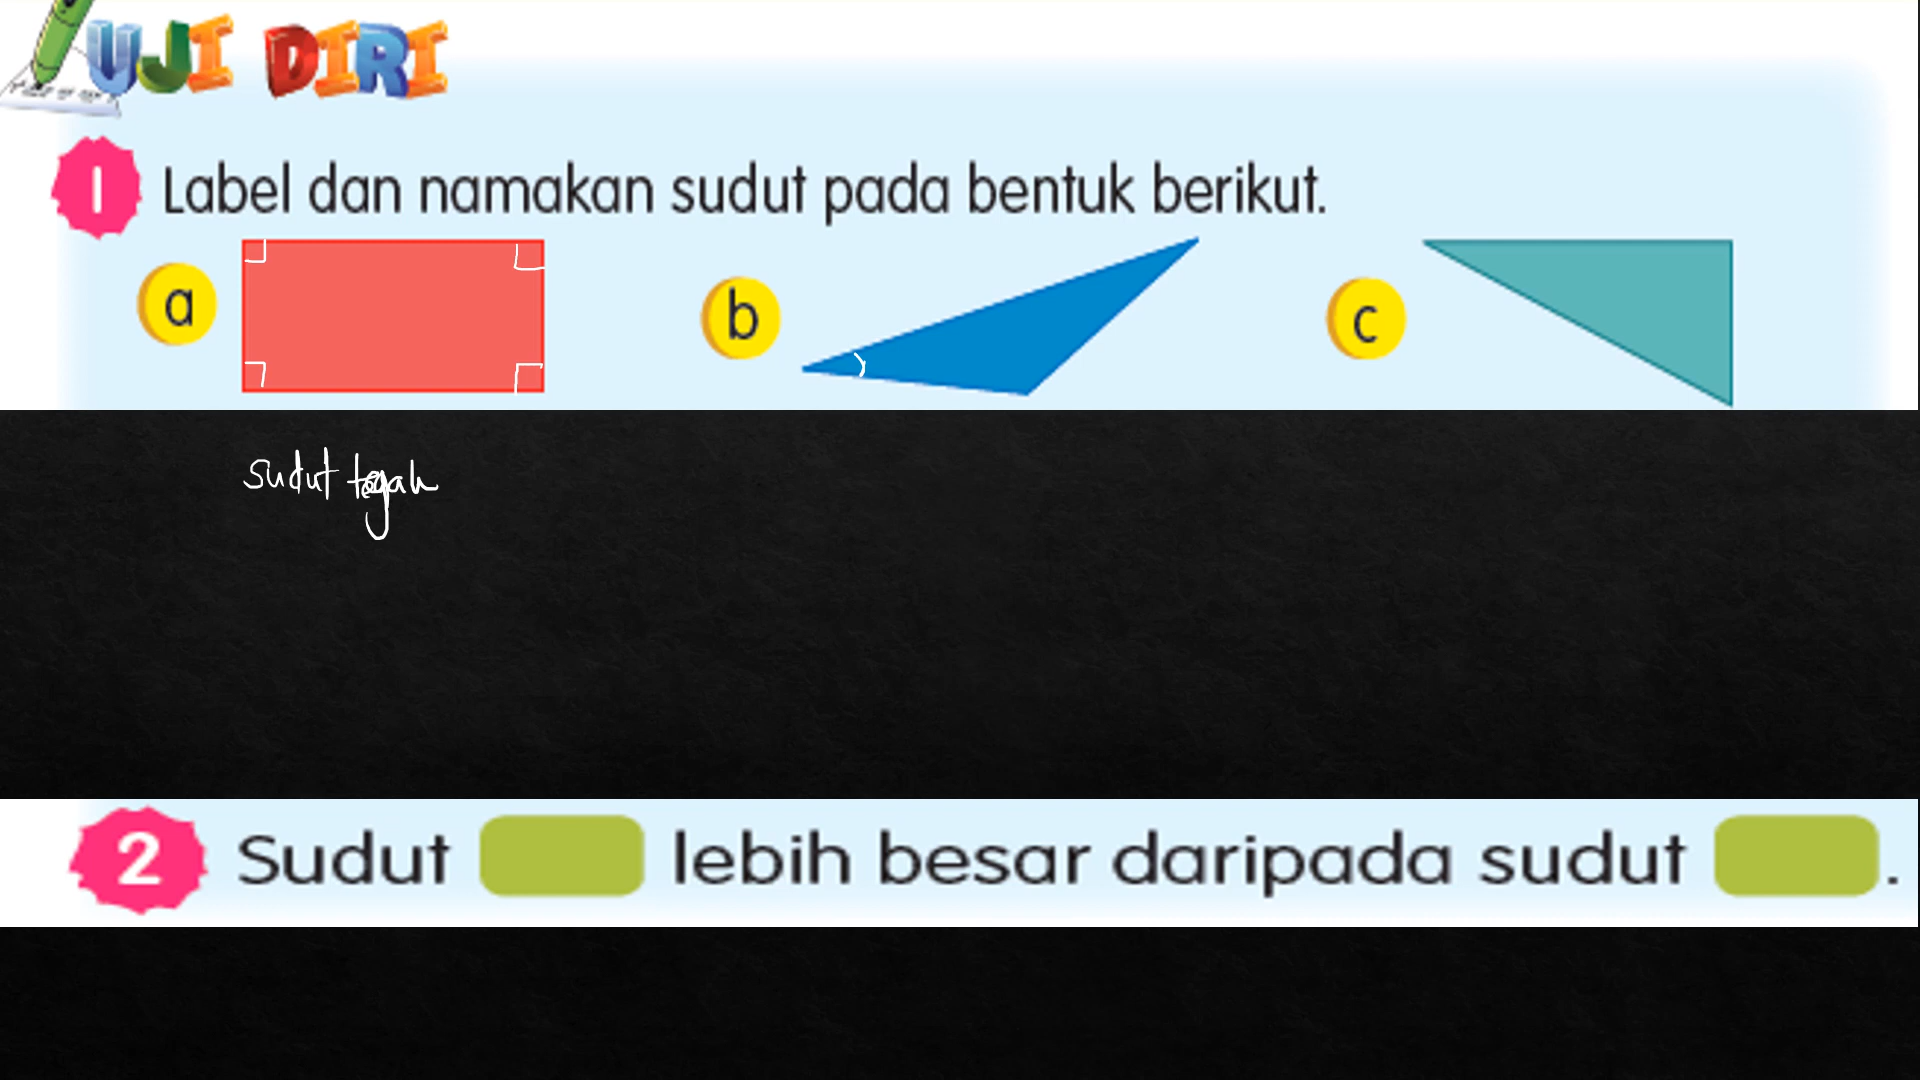 UJI DIRI
1 Label dan namakan sudut pada bentuk berikut.
a b c
sudut tegak
2 Sudut lebih besar daripada sudut .